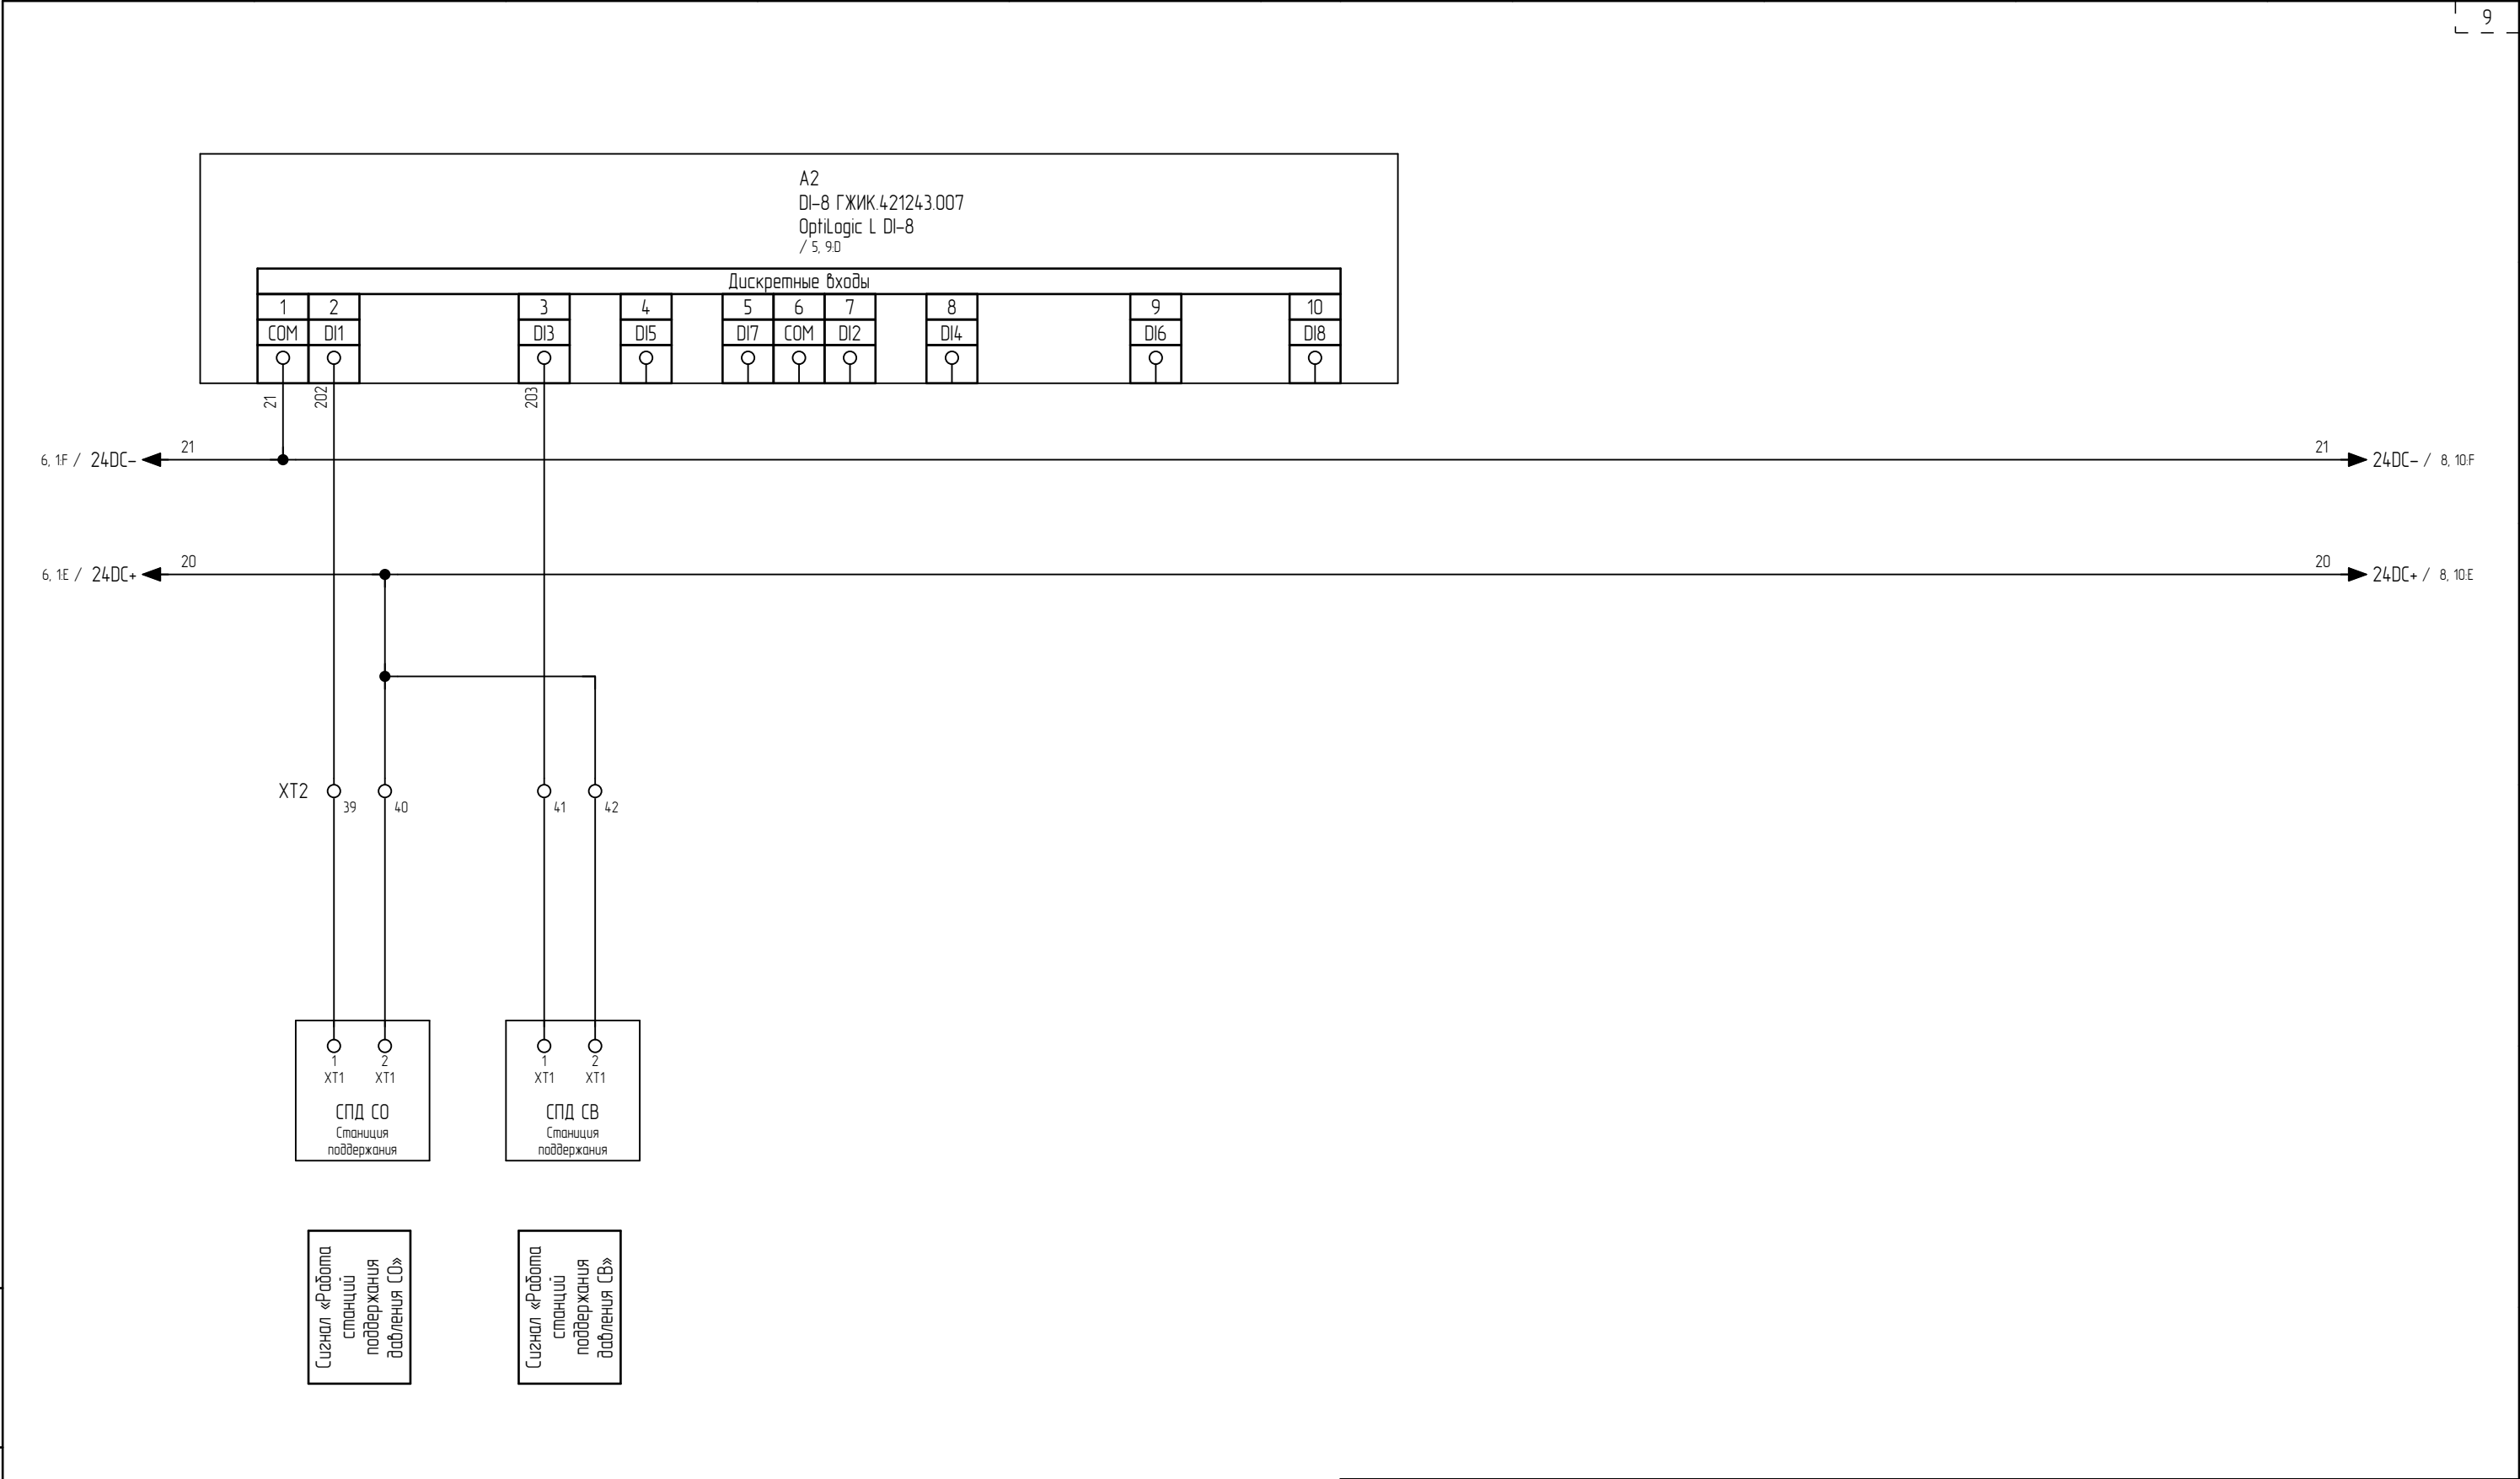 9
A2
DI-8 ГЖИК.421243.007
OptiLogic L DI-8
/ 5, 9:D
Дискретные входы
1 2 3 4 5 6 7 8 9 10
COM DI1 DI3 DI5 DI7 COM DI2 DI4 DI6 DI8
21 202 203
6, 1:F / 24DC- 21 21 24DC- / 8, 10:F
6, 1:E / 24DC+ 20 20 24DC+ / 8, 10:E
XT2 39 40 41 42
1 2 1 2
XT1 XT1 XT1 XT1
СПД СО
Станиция
поддержания
СПД СВ
Станиция
поддержания
Сигнал «Работа
станций
поддержания
давления СО»
Сигнал «Работа
станций
поддержания
давления СВ»